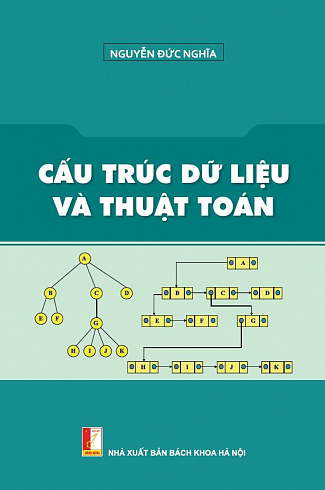 NGUYỄN ĐỨC NGHĨA
CẤU TRÚC DỮ LIỆU
VÀ THUẬT TOÁN
A
A
B C D
B C D
E F
G
E F
G
H I J K
H I J K
NHÀ XUẤT BẢN BÁCH KHOA HÀ NỘI